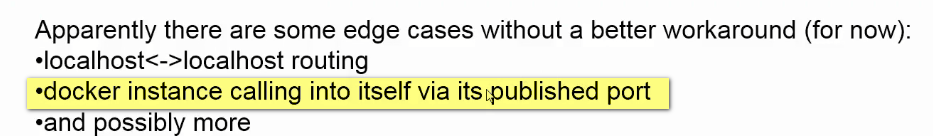 Apparently there are some edge cases without a better workaround (for now):
•localhost<->localhost routing
•docker instance calling into itself via its published port
•and possibly more